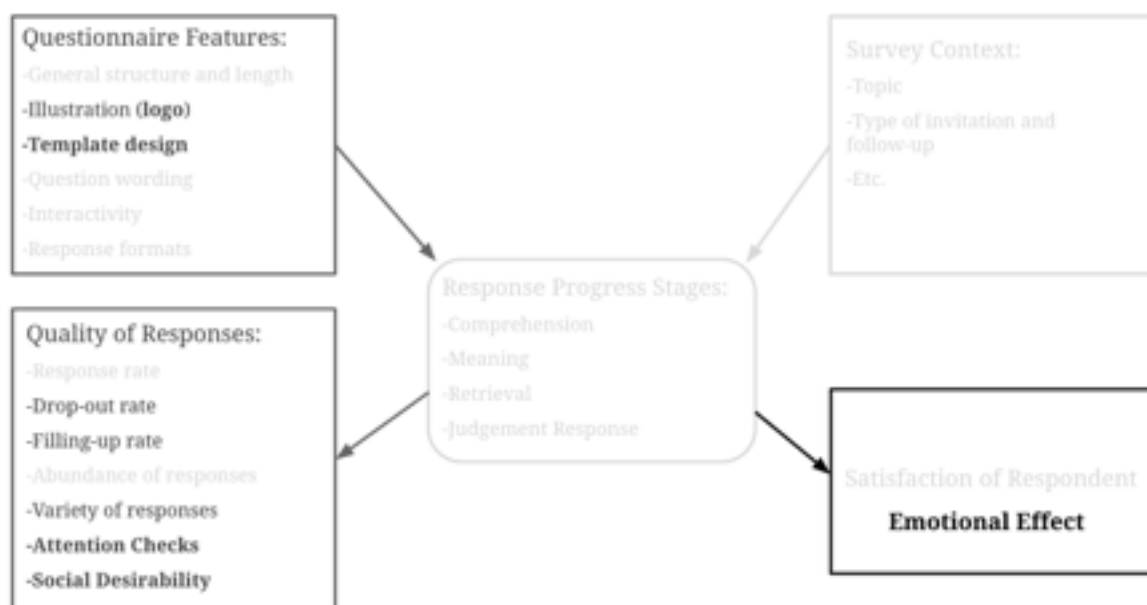 Questionnaire Features:
-General structure and length
-Illustration (logo)
-Template design
-Question wording
-Interactivity
-Response formats
Survey Context:
-Topic
-Type of invitation and
follow-up
-Etc.
Response Progress Stages:
-Comprehension
-Meaning
-Retrieval
-Judgement Response
Quality of Responses:
-Response rate
-Drop-out rate
-Filling-up rate
-Abundance of responses
-Variety of responses
-Attention Checks
-Social Desirability
Satisfaction of Respondent
Emotional Effect